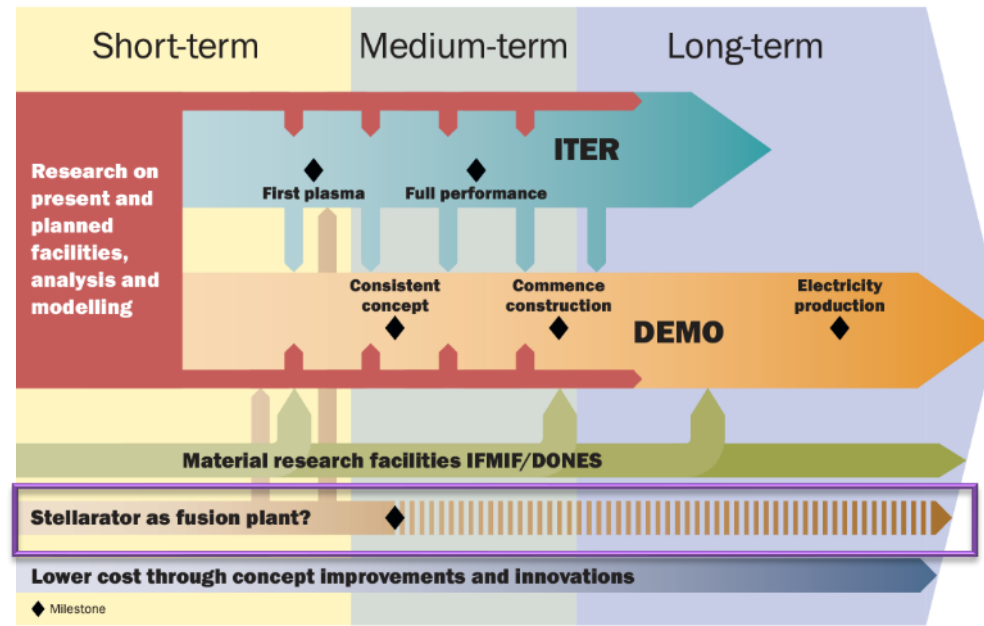 Short-term
Medium-term
Long-term
Research on
present and
planned
facilities,
analysis and
modelling
ITER
First plasma
Full performance
Consistent
concept
Commence
construction
Electricity
production
DEMO
Material research facilities IFMIF/DONES
Stellarator as fusion plant?
Lower cost through concept improvements and innovations
Milestone